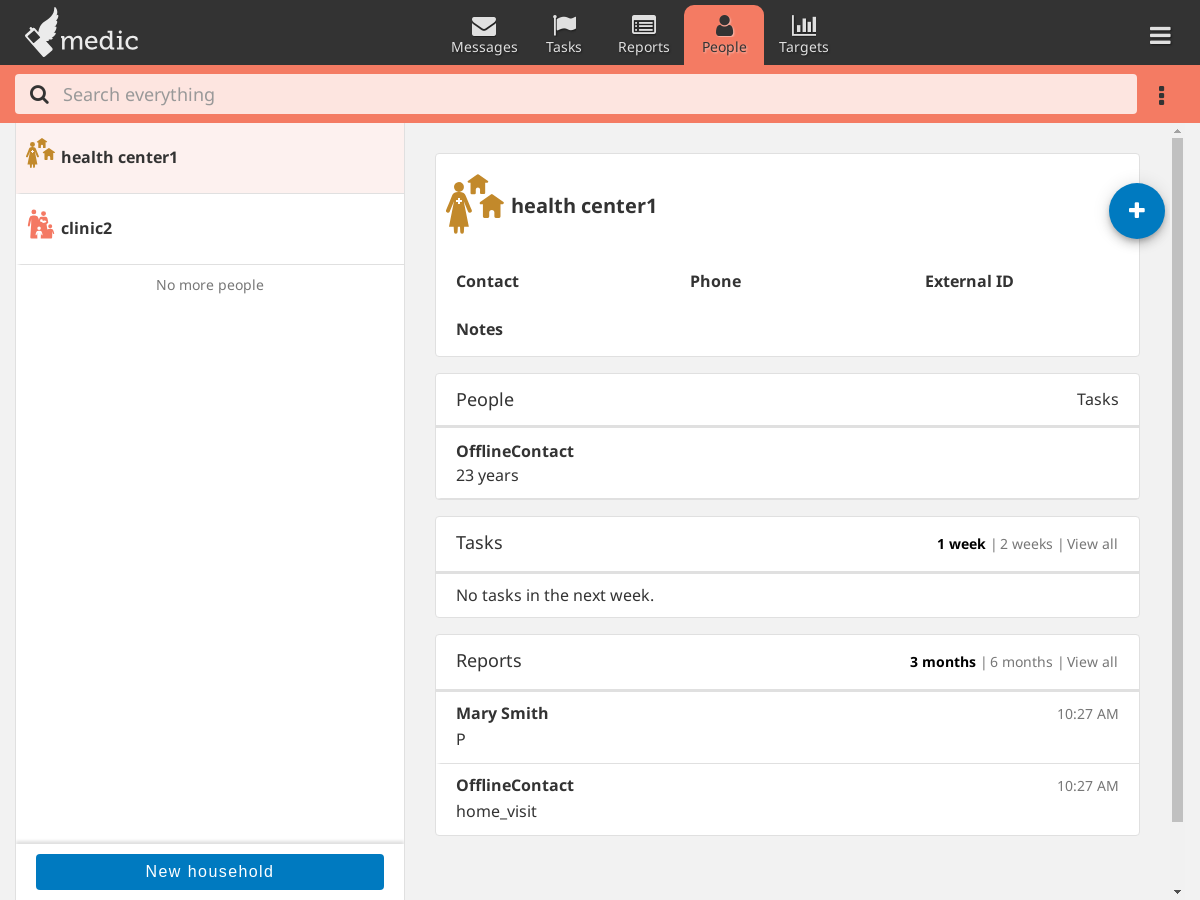 medic
Messages
Tasks
Reports
People
Targets
Search everything
health center1
clinic2
No more people
New household
health center1
Contact
Phone
External ID
Notes
People
Tasks
OfflineContact
23 years
Tasks
1 week | 2 weeks | View all
No tasks in the next week.
Reports
3 months | 6 months | View all
Mary Smith
10:27 AM
P
OfflineContact
10:27 AM
home_visit